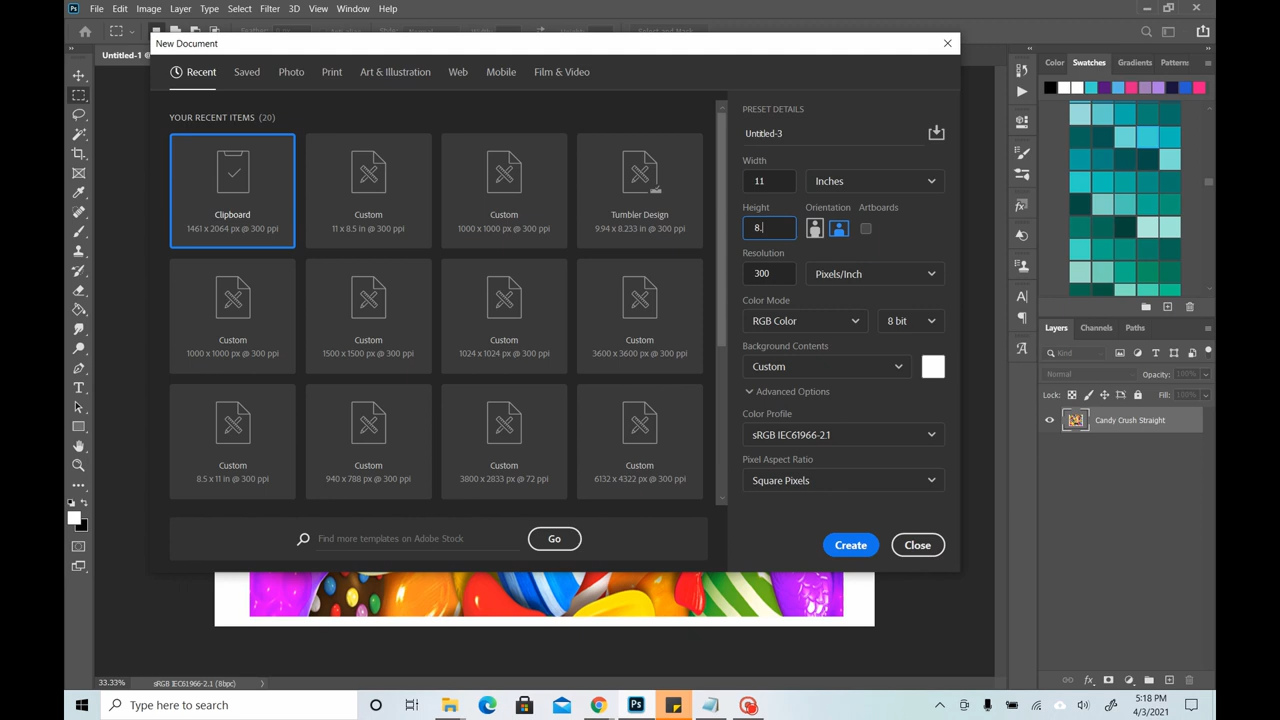 File Edit Image Layer Type Select Filter 3D View Window Help
Untitled-1
New Document
Recent Saved Photo Print Art & Illustration Web Mobile Film & Video
YOUR RECENT ITEMS (20)
Clipboard
1461 x 2064 px @ 300 ppi
Custom
11 x 8.5 in @ 300 ppi
Custom
1000 x 1000 px @ 300 ppi
Tumbler Design
9.94 x 8.233 in @ 300 ppi
Custom
1000 x 1000 px @ 300 ppi
Custom
1500 x 1500 px @ 300 ppi
Custom
1024 x 1024 px @ 300 ppi
Custom
3600 x 3600 px @ 300 ppi
Custom
8.5 x 11 in @ 300 ppi
Custom
940 x 788 px @ 300 ppi
Custom
3800 x 2833 px @ 72 ppi
Custom
6132 x 4322 px @ 300 ppi
Find more templates on Adobe Stock Go
PRESET DETAILS
Untitled-3
Width
11 Inches
Height Orientation Artboards
8.
Resolution
300 Pixels/Inch
Color Mode
RGB Color 8 bit
Background Contents
Custom
Advanced Options
Color Profile
sRGB IEC61966-2.1
Pixel Aspect Ratio
Square Pixels
Create Close
Color Swatches Gradients Patterns
Layers Channels Paths
Kind
Normal Opacity: 100%
Lock: Fill: 100%
Candy Crush Straight
33.33% sRGB IEC61966-2.1 (8bpc)
Type here to search
5:18 PM
4/3/2021